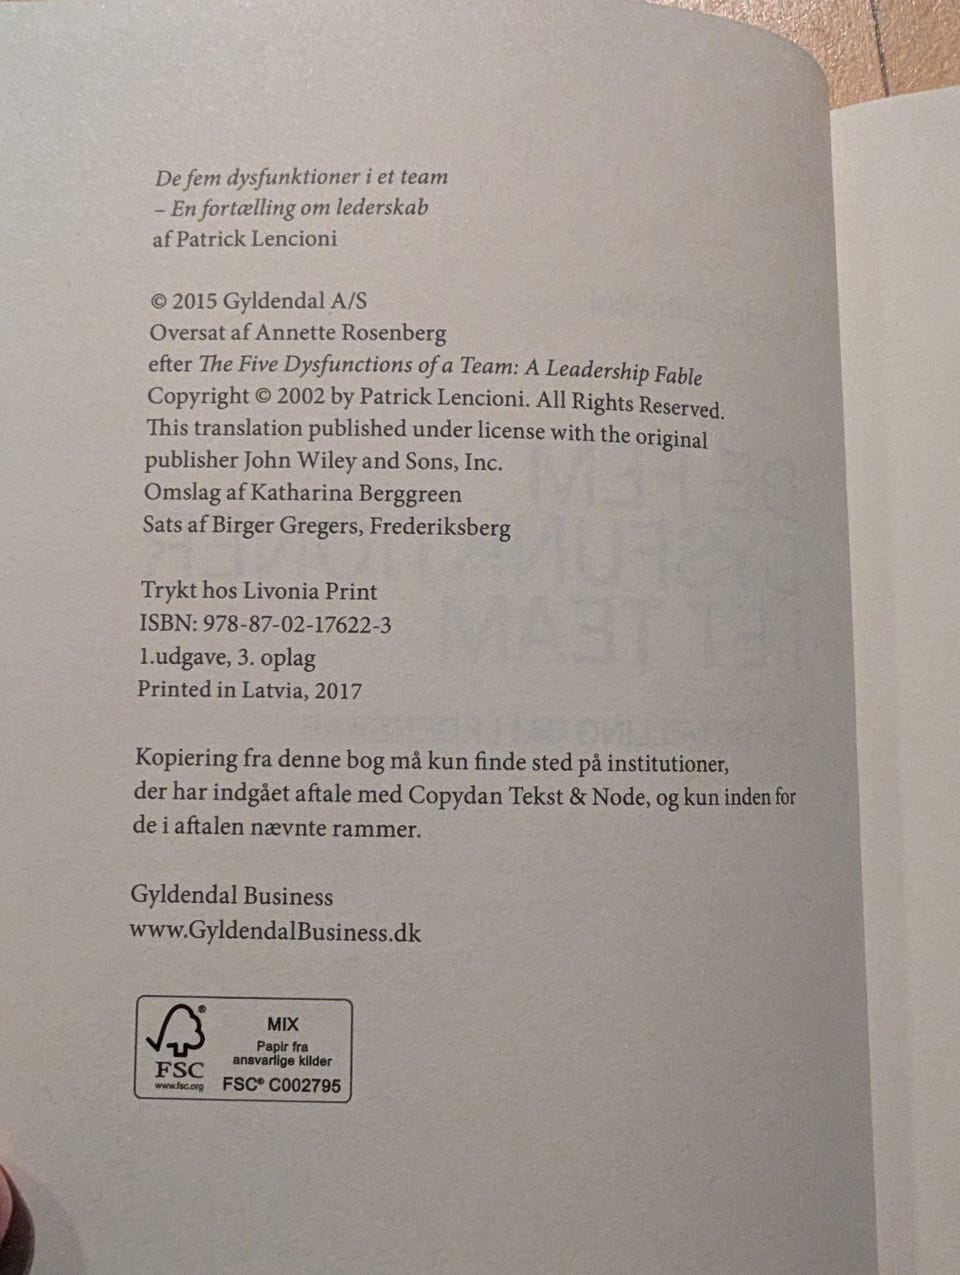 De fem dysfunktioner i et team
– En fortælling om lederskab
af Patrick Lencioni
© 2015 Gyldendal A/S
Oversat af Annette Rosenberg
efter The Five Dysfunctions of a Team: A Leadership Fable
Copyright © 2002 by Patrick Lencioni. All Rights Reserved.
This translation published under license with the original
publisher John Wiley and Sons, Inc.
Omslag af Katharina Berggreen
Sats af Birger Gregers, Frederiksberg
Trykt hos Livonia Print
ISBN: 978-87-02-17622-3
1.udgave, 3. oplag
Printed in Latvia, 2017
Kopiering fra denne bog må kun finde sted på institutioner,
der har indgået aftale med Copydan Tekst & Node, og kun inden for
de i aftalen nævnte rammer.
Gyldendal Business
www.GyldendalBusiness.dk
FSC
www.fsc.org
MIX
Papir fra
ansvarlige kilder
FSC® C002795